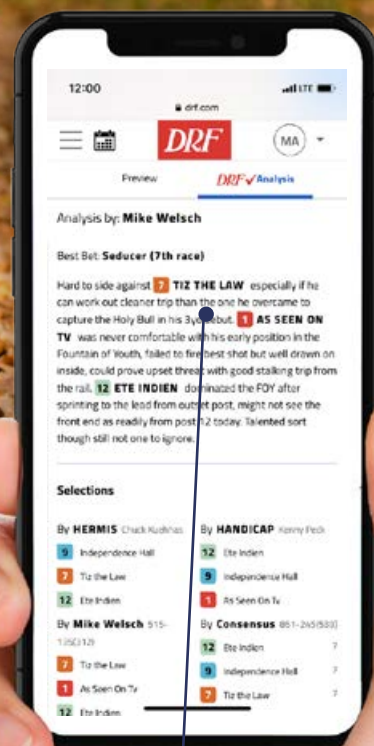 12:00
LTE
drf.com
DRF
MA
Preview
DRF Analysis
Analysis by: Mike Welsch
Best Bet: Seducer (7th race)
Hard to side against 7 TIZ THE LAW especially if he
can work out cleaner trip than the one he overcame to
capture the Holy Bull in his 3yo debut. 1 AS SEEN ON
TV was never comfortable with his early position in the
Fountain of Youth, failed to fire best shot but well drawn on
inside, could prove upset threat with good stalking trip from
the rail. 12 ETE INDIEN dominated the FOY after
sprinting to the lead from outset post, might not see the
front end as readily from post 12 today. Talented sort
though still not one to ignore.
Selections
By HERMIS Chuck Kuehhas
9 Independence Hall
7 Tiz the Law
12 Ete Indien
By HANDICAP Kenny Peck
12 Ete Indien
9 Independence Hall
1 As Seen On Tv
By Mike Welsch 515-
7 Tiz the Law
1 As Seen On Tv
12 Ete Indien
By Consensus
12 Ete Indien 7
9 Independence Hall 7
7 Tiz the Law 7